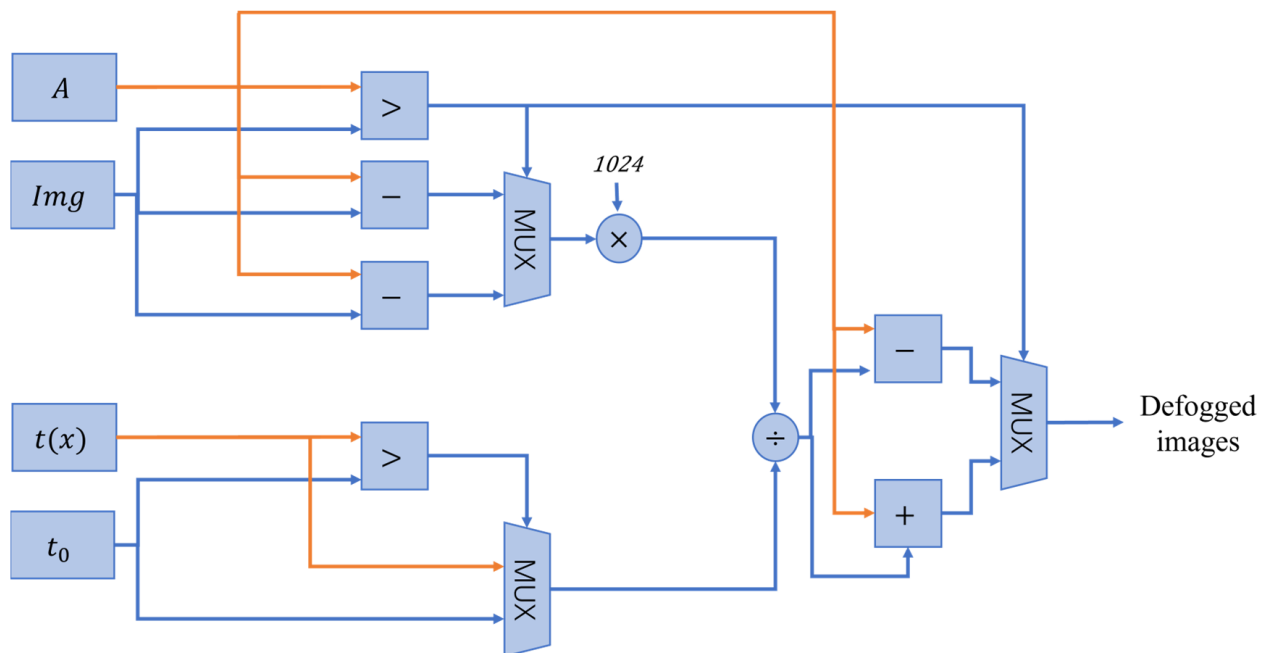 A
>
Img
−
MUX
1024
×
−
t(x)
>
t₀
MUX
÷
−
+
MUX
Defogged
images